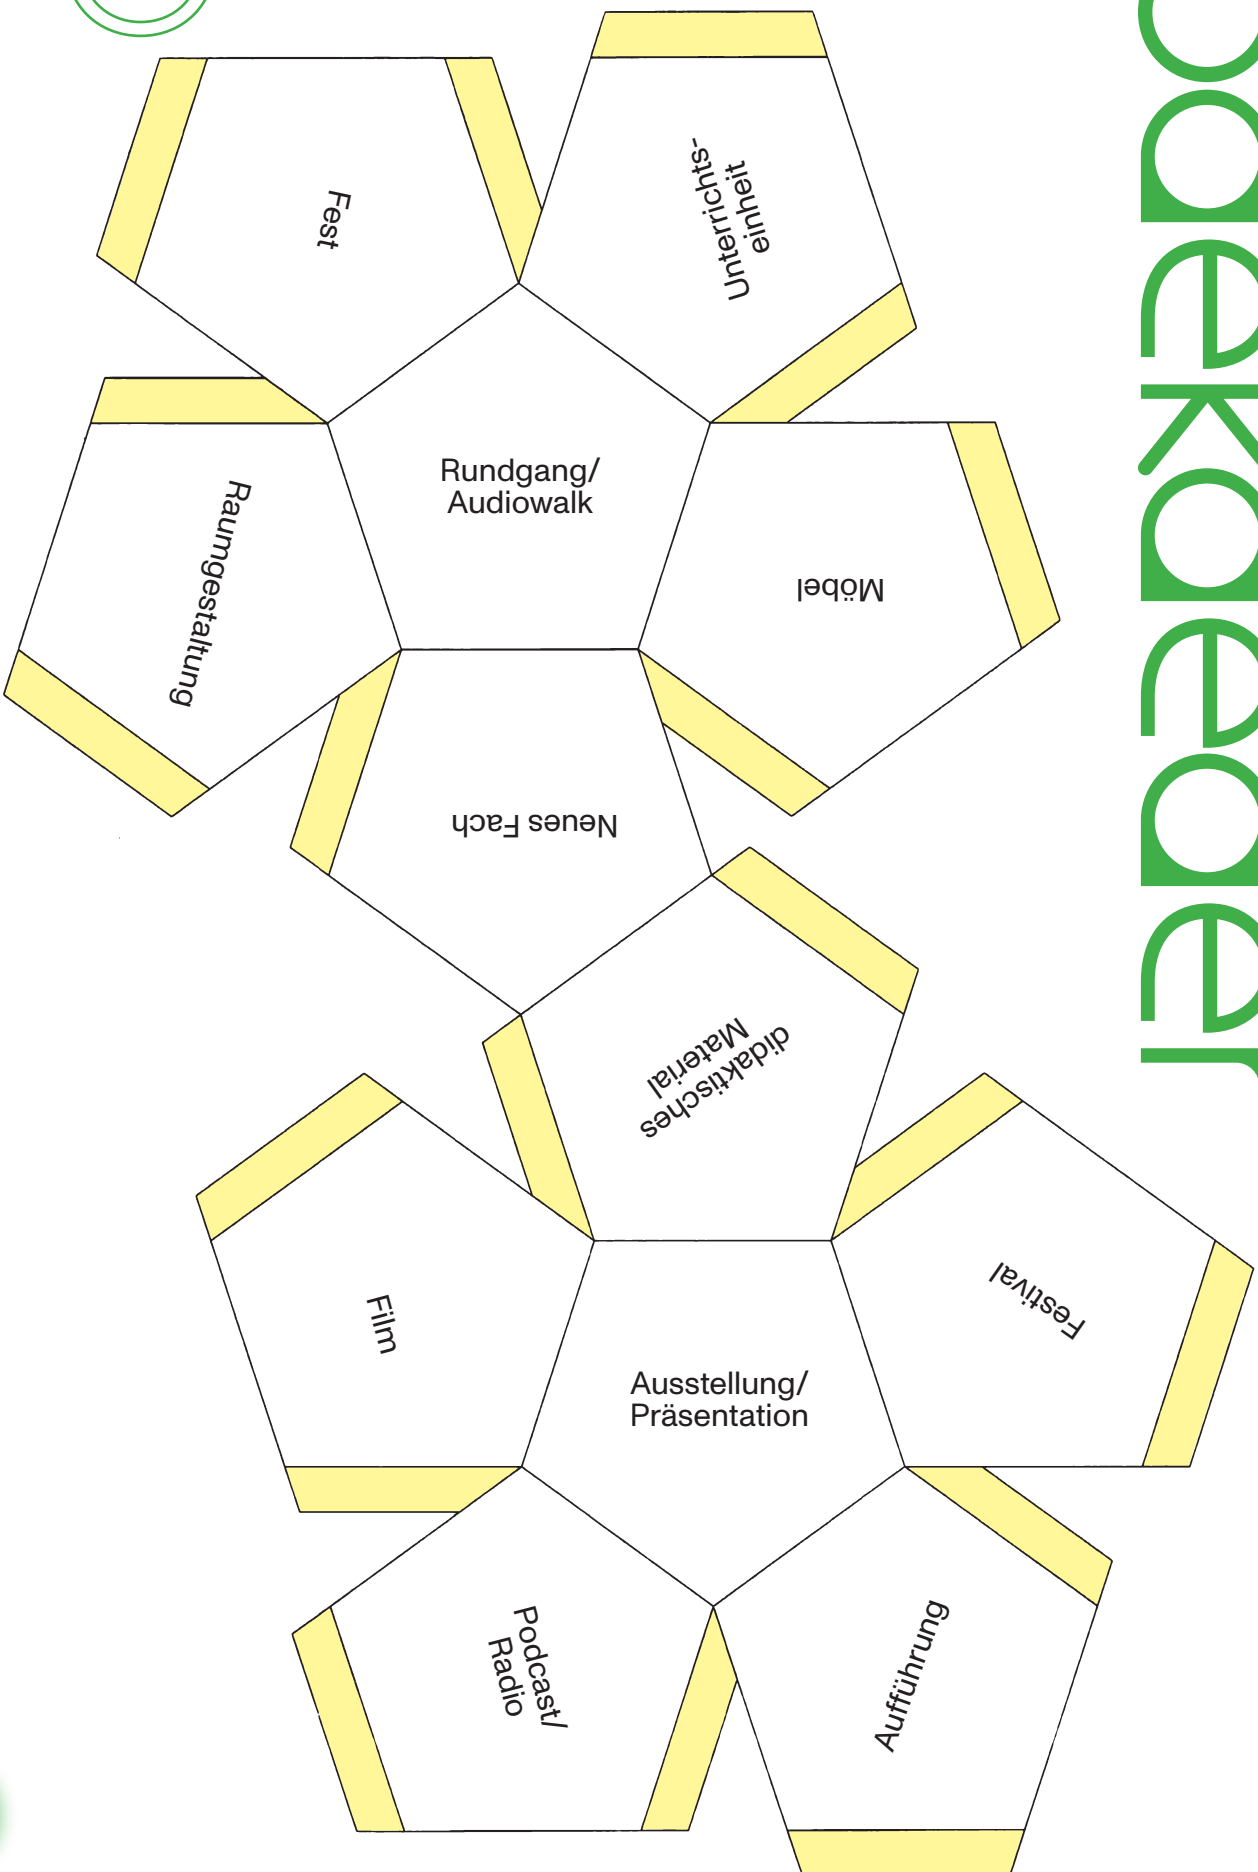 Fest
Unterrichts-
einheit
Rundgang/
Audiowalk
Raumgestaltung
Möbel
Neues Fach
didaktisches
Material
Film
Festival
Ausstellung/
Präsentation
Podcast/
Radio
Aufführung